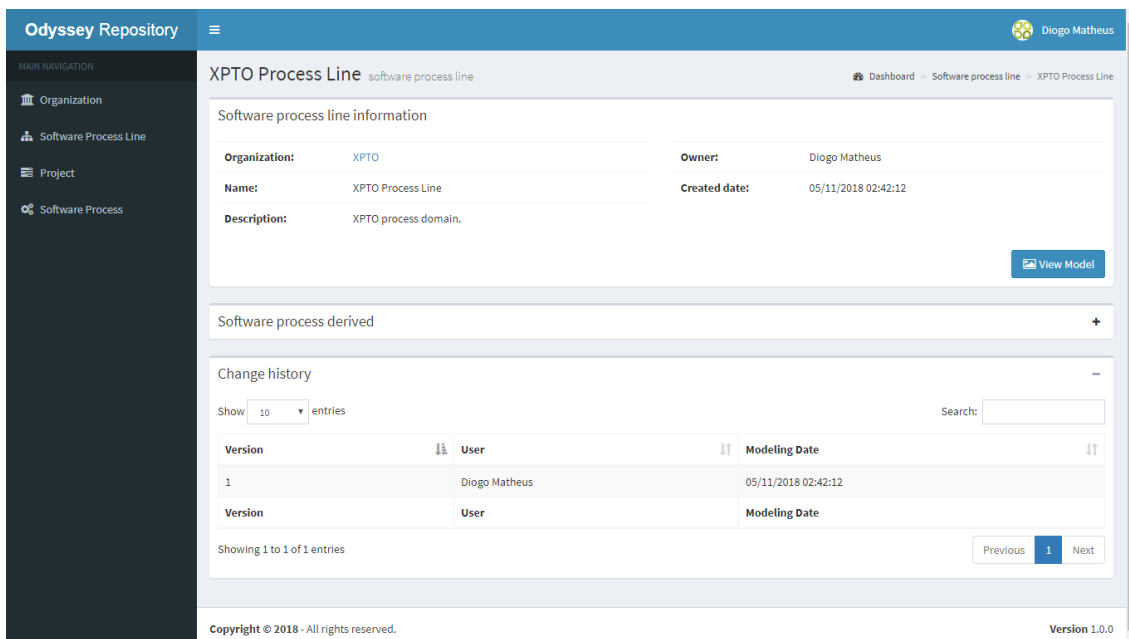 Odyssey Repository
Diogo Matheus
MAIN NAVIGATION
Organization
Software Process Line
Project
Software Process
XPTO Process Line software process line
Dashboard > Software process line > XPTO Process Line
Software process line information
Organization: XPTO
Owner: Diogo Matheus
Name: XPTO Process Line
Created date: 05/11/2018 02:42:12
Description: XPTO process domain.
View Model
Software process derived +
Change history −
Show 10 entries
Search:
Version User Modeling Date
1 Diogo Matheus 05/11/2018 02:42:12
Version User Modeling Date
Showing 1 to 1 of 1 entries
Previous 1 Next
Copyright © 2018 - All rights reserved.
Version 1.0.0